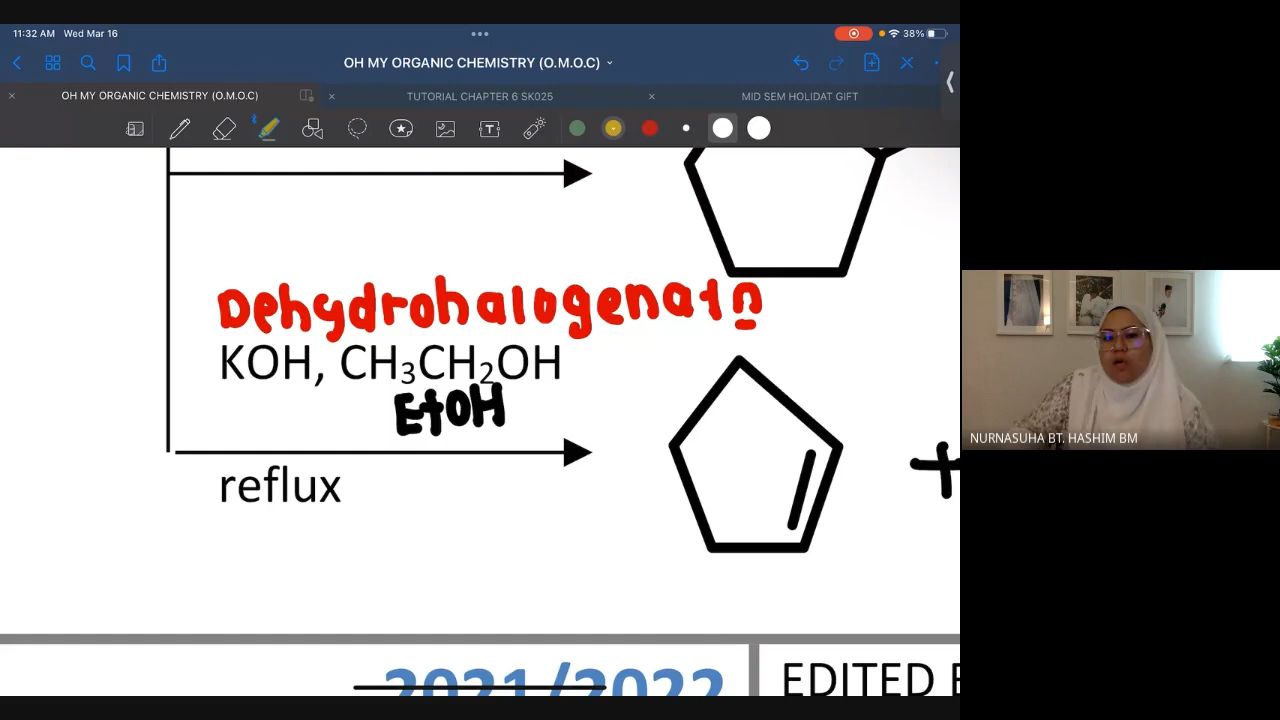 11:32 AM Wed Mar 16
38%
OH MY ORGANIC CHEMISTRY (O.M.O.C)
OH MY ORGANIC CHEMISTRY (O.M.O.C)
TUTORIAL CHAPTER 6 SK025
MID SEM HOLIDAT GIFT
Dehydrohalogenatn
KOH, CH₃CH₂OH
EtOH
reflux
+
NURNASUHA BT. HASHIM BM
2021/2022
EDITED